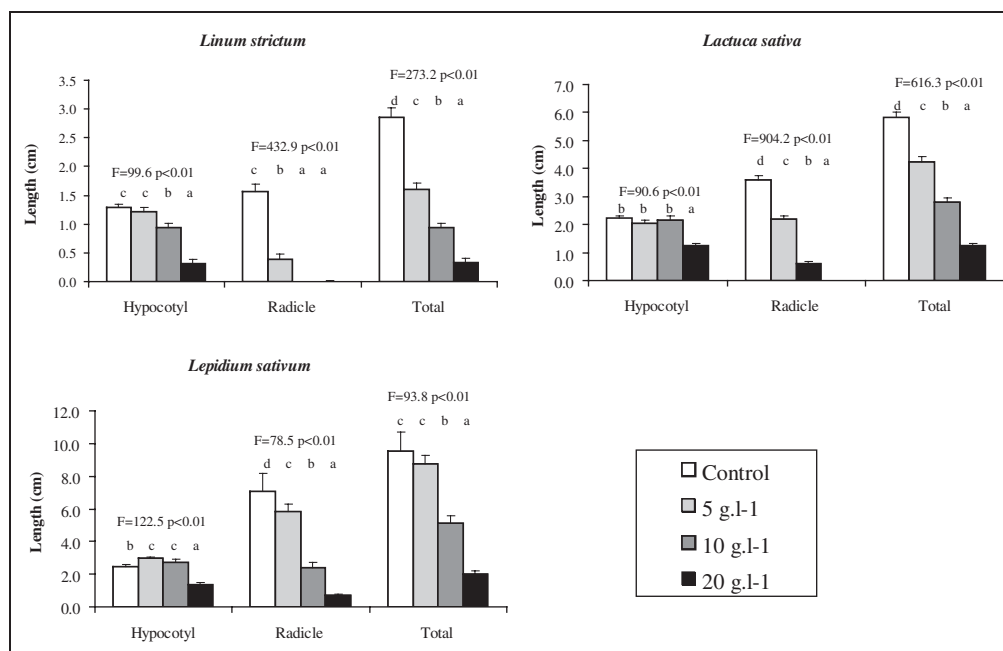 Linum strictum
Length (cm)
3.5
3.0
2.5
2.0
1.5
1.0
0.5
0.0
F=99.6 p<0.01
c c b a
F=432.9 p<0.01
c b a a
F=273.2 p<0.01
d c b a
Hypocotyl Radicle Total
Lactuca sativa
Length (cm)
7.0
6.0
5.0
4.0
3.0
2.0
1.0
0.0
F=90.6 p<0.01
b b b a
F=904.2 p<0.01
d c b a
F=616.3 p<0.01
d c b a
Hypocotyl Radicle Total
Lepidium sativum
Length (cm)
12.0
10.0
8.0
6.0
4.0
2.0
0.0
F=122.5 p<0.01
b c c a
F=78.5 p<0.01
d c b a
F=93.8 p<0.01
c c b a
Hypocotyl Radicle Total
Control
5 g.l-1
10 g.l-1
20 g.l-1